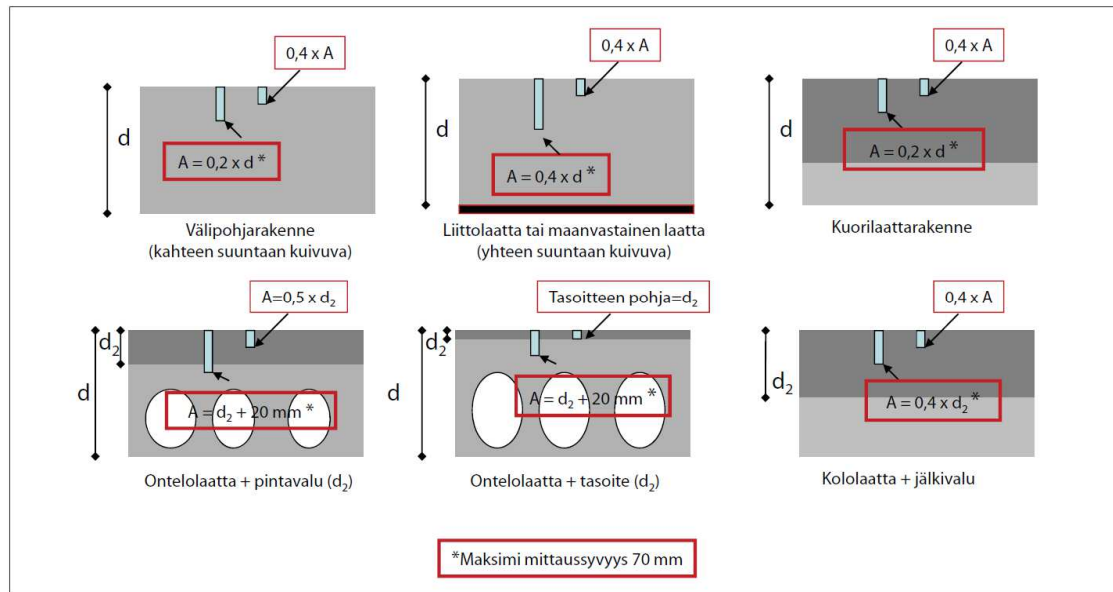 0,4 x A
d
A = 0,2 x d *
Välipohjarakenne
(kahteen suuntaan kuivuva)
0,4 x A
d
A = 0,4 x d *
Liittolaatta tai maanvastainen laatta
(yhteen suuntaan kuivuva)
0,4 x A
d
A = 0,2 x d *
Kuorilaattarakenne
A=0,5 x d₂
d₂
d
A = d₂ + 20 mm *
Ontelolaatta + pintavalu (d₂)
Tasoitteen pohja=d₂
d₂
d
A = d₂ + 20 mm *
Ontelolaatta + tasoite (d₂)
0,4 x A
d₂
A = 0,4 x d₂ *
Kololaatta + jälkivalu
*Maksimi mittaussyvyys 70 mm